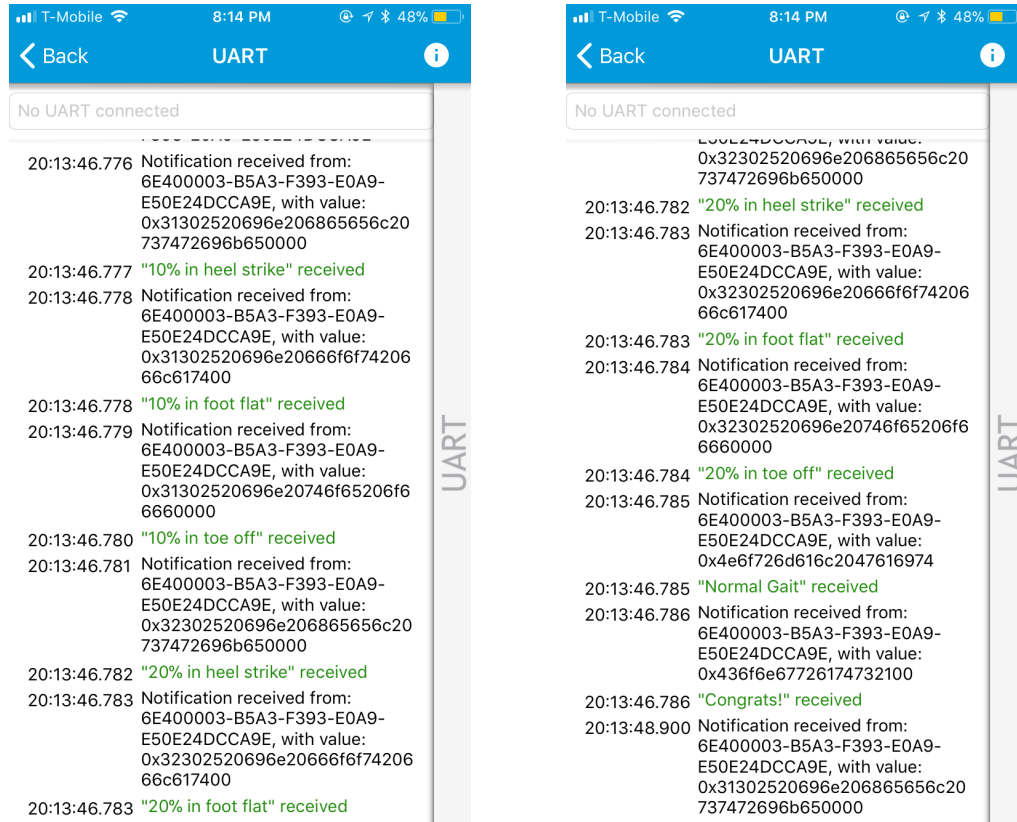 T-Mobile 8:14 PM 48%
Back UART i
No UART connected
20:13:46.776 Notification received from:
6E400003-B5A3-F393-E0A9-
E50E24DCCA9E, with value:
0x31302520696e206865656c20
737472696b650000
20:13:46.777 "10% in heel strike" received
20:13:46.778 Notification received from:
6E400003-B5A3-F393-E0A9-
E50E24DCCA9E, with value:
0x31302520696e20666f6f74206
66c617400
20:13:46.778 "10% in foot flat" received
20:13:46.779 Notification received from:
6E400003-B5A3-F393-E0A9-
E50E24DCCA9E, with value:
0x31302520696e20746f65206f6
6660000
20:13:46.780 "10% in toe off" received
20:13:46.781 Notification received from:
6E400003-B5A3-F393-E0A9-
E50E24DCCA9E, with value:
0x32302520696e206865656c20
737472696b650000
20:13:46.782 "20% in heel strike" received
20:13:46.783 Notification received from:
6E400003-B5A3-F393-E0A9-
E50E24DCCA9E, with value:
0x32302520696e20666f6f74206
66c617400
20:13:46.783 "20% in foot flat" received
UART
T-Mobile 8:14 PM 48%
Back UART i
No UART connected
E50E24DCCA9E, with value:
0x32302520696e206865656c20
737472696b650000
20:13:46.782 "20% in heel strike" received
20:13:46.783 Notification received from:
6E400003-B5A3-F393-E0A9-
E50E24DCCA9E, with value:
0x32302520696e20666f6f74206
66c617400
20:13:46.783 "20% in foot flat" received
20:13:46.784 Notification received from:
6E400003-B5A3-F393-E0A9-
E50E24DCCA9E, with value:
0x32302520696e20746f65206f6
6660000
20:13:46.784 "20% in toe off" received
20:13:46.785 Notification received from:
6E400003-B5A3-F393-E0A9-
E50E24DCCA9E, with value:
0x4e6f726d616c2047616974
20:13:46.785 "Normal Gait" received
20:13:46.786 Notification received from:
6E400003-B5A3-F393-E0A9-
E50E24DCCA9E, with value:
0x436f6e67726174732100
20:13:46.786 "Congrats!" received
20:13:48.900 Notification received from:
6E400003-B5A3-F393-E0A9-
E50E24DCCA9E, with value:
0x31302520696e206865656c20
737472696b650000
UART